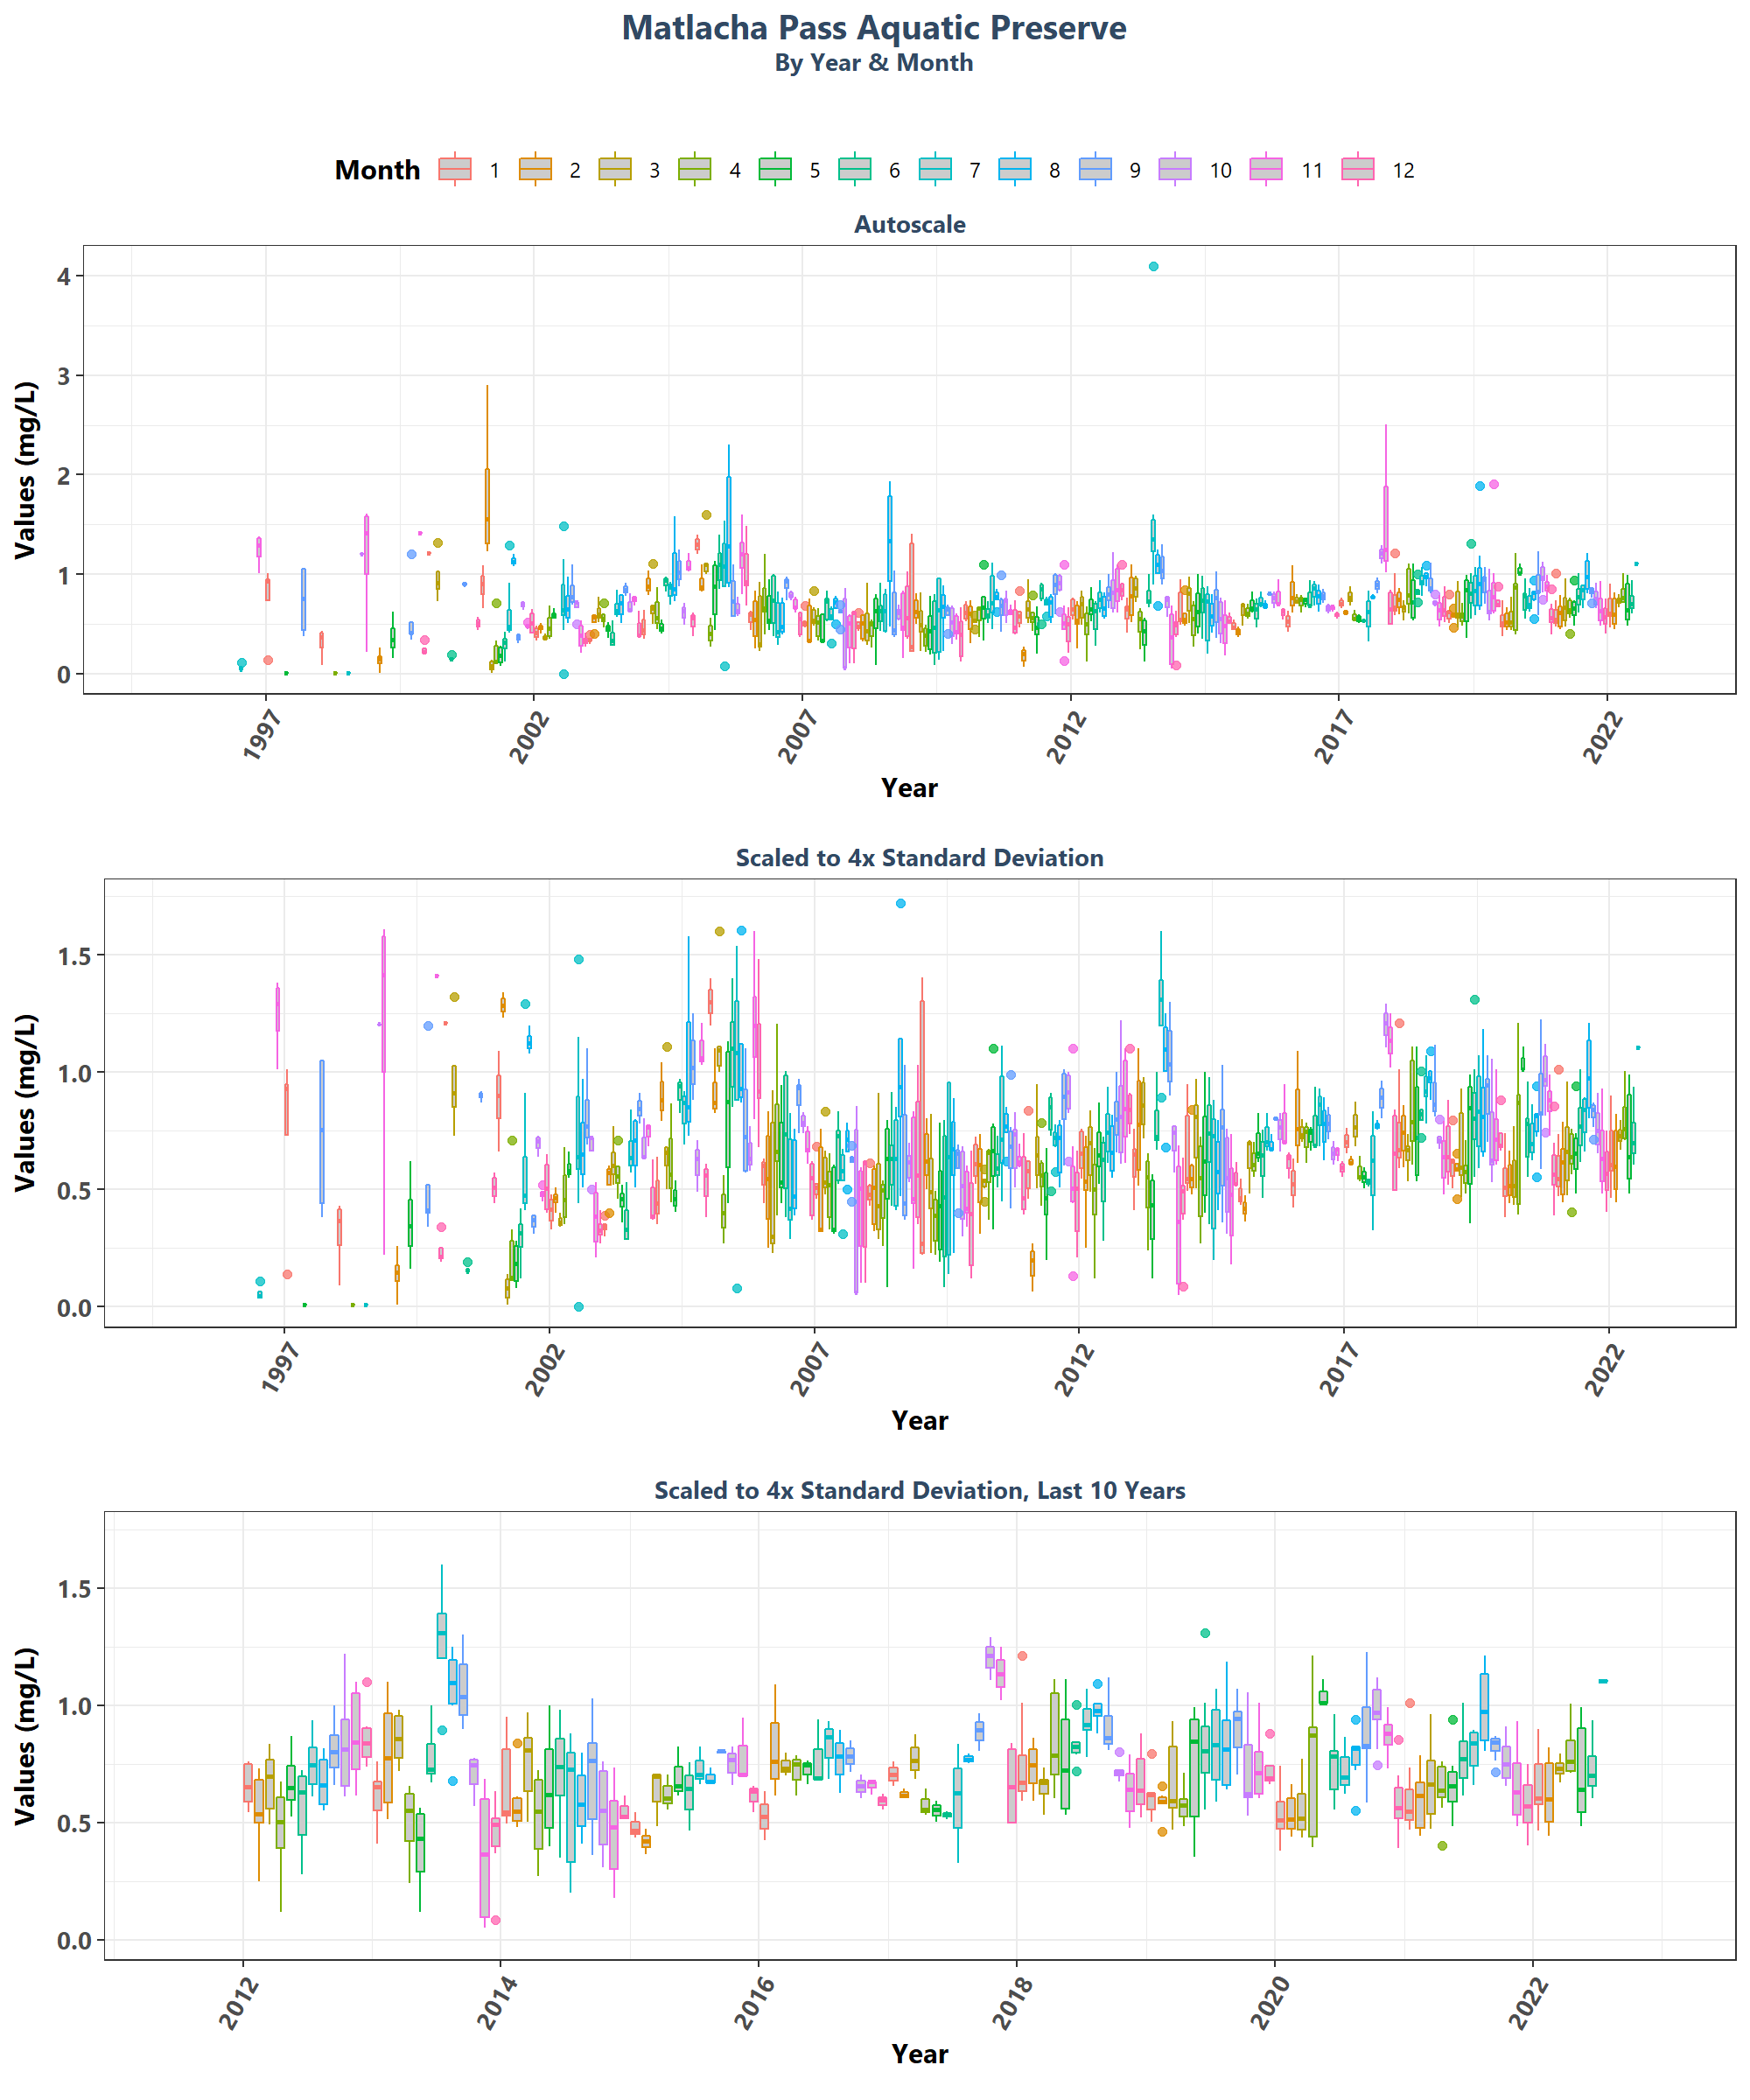 Matlacha Pass Aquatic Preserve
By Year & Month
Month 1 2 3 4 5 6 7 8 9 10 11 12
Autoscale
4
3
2
1
0
Values (mg/L)
1997 2002 2007 2012 2017 2022
Year
Scaled to 4x Standard Deviation
1.5
1.0
0.5
0.0
Values (mg/L)
1997 2002 2007 2012 2017 2022
Year
Scaled to 4x Standard Deviation, Last 10 Years
1.5
1.0
0.5
0.0
Values (mg/L)
2012 2014 2016 2018 2020 2022
Year